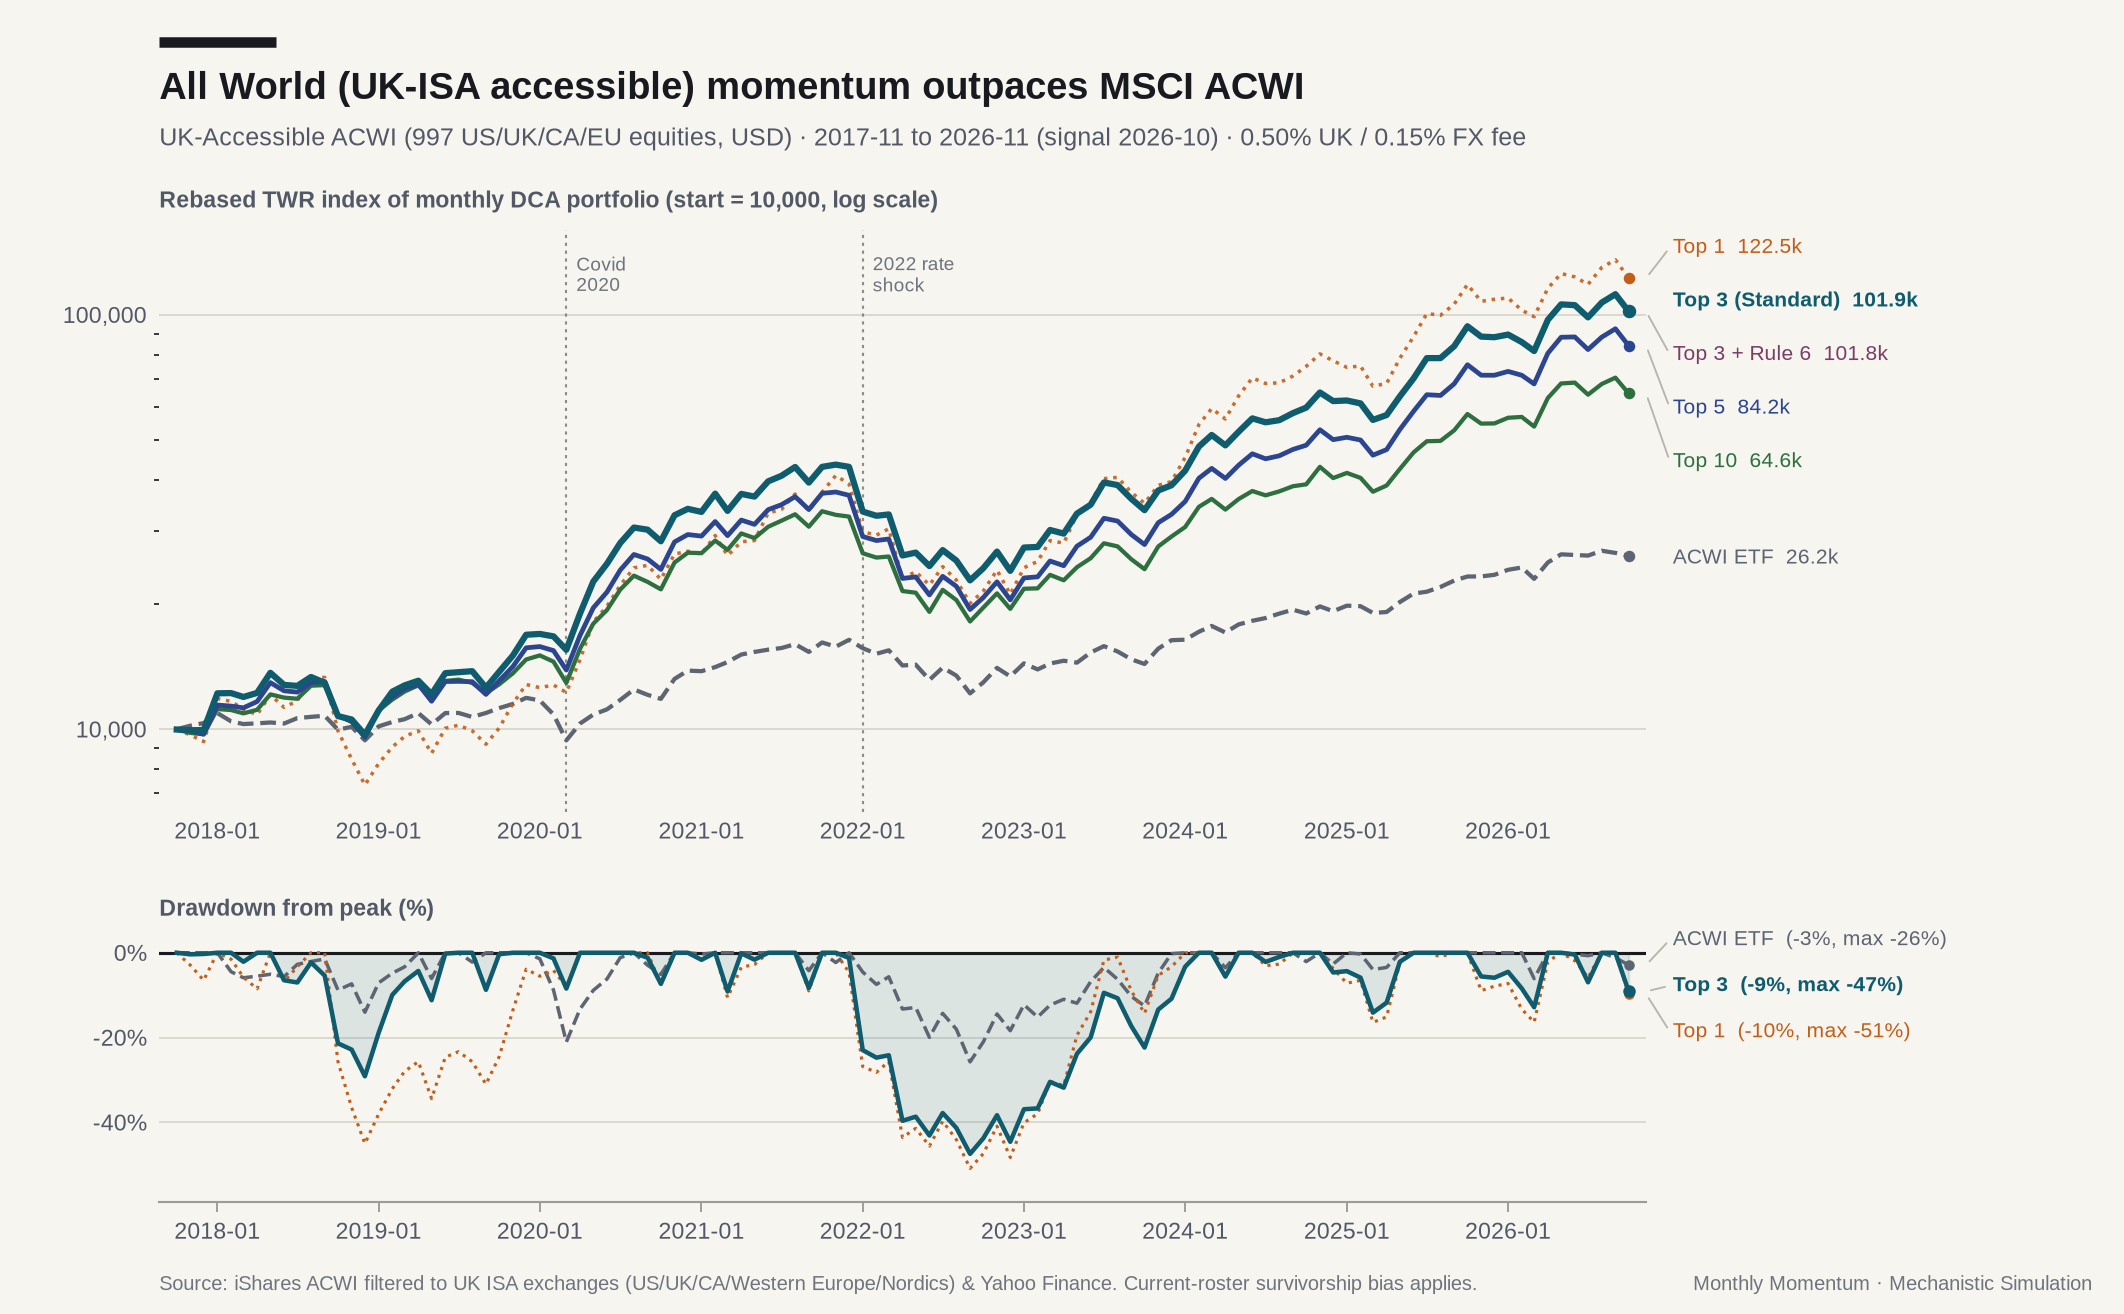 All World (UK-ISA accessible) momentum outpaces MSCI ACWI
UK-Accessible ACWI (997 US/UK/CA/EU equities, USD) · 2017-11 to 2026-11 (signal 2026-10) · 0.50% UK / 0.15% FX fee
Rebased TWR index of monthly DCA portfolio (start = 10,000, log scale)
Covid
2020
2022 rate
shock
100,000
10,000
Top 1 122.5k
Top 3 (Standard) 101.9k
Top 3 + Rule 6 101.8k
Top 5 84.2k
Top 10 64.6k
ACWI ETF 26.2k
2018-01 2019-01 2020-01 2021-01 2022-01 2023-01 2024-01 2025-01 2026-01
Drawdown from peak (%)
0%
-20%
-40%
ACWI ETF (-3%, max -26%)
Top 3 (-9%, max -47%)
Top 1 (-10%, max -51%)
2018-01 2019-01 2020-01 2021-01 2022-01 2023-01 2024-01 2025-01 2026-01
Source: iShares ACWI filtered to UK ISA exchanges (US/UK/CA/Western Europe/Nordics) & Yahoo Finance. Current-roster survivorship bias applies.
Monthly Momentum · Mechanistic Simulation